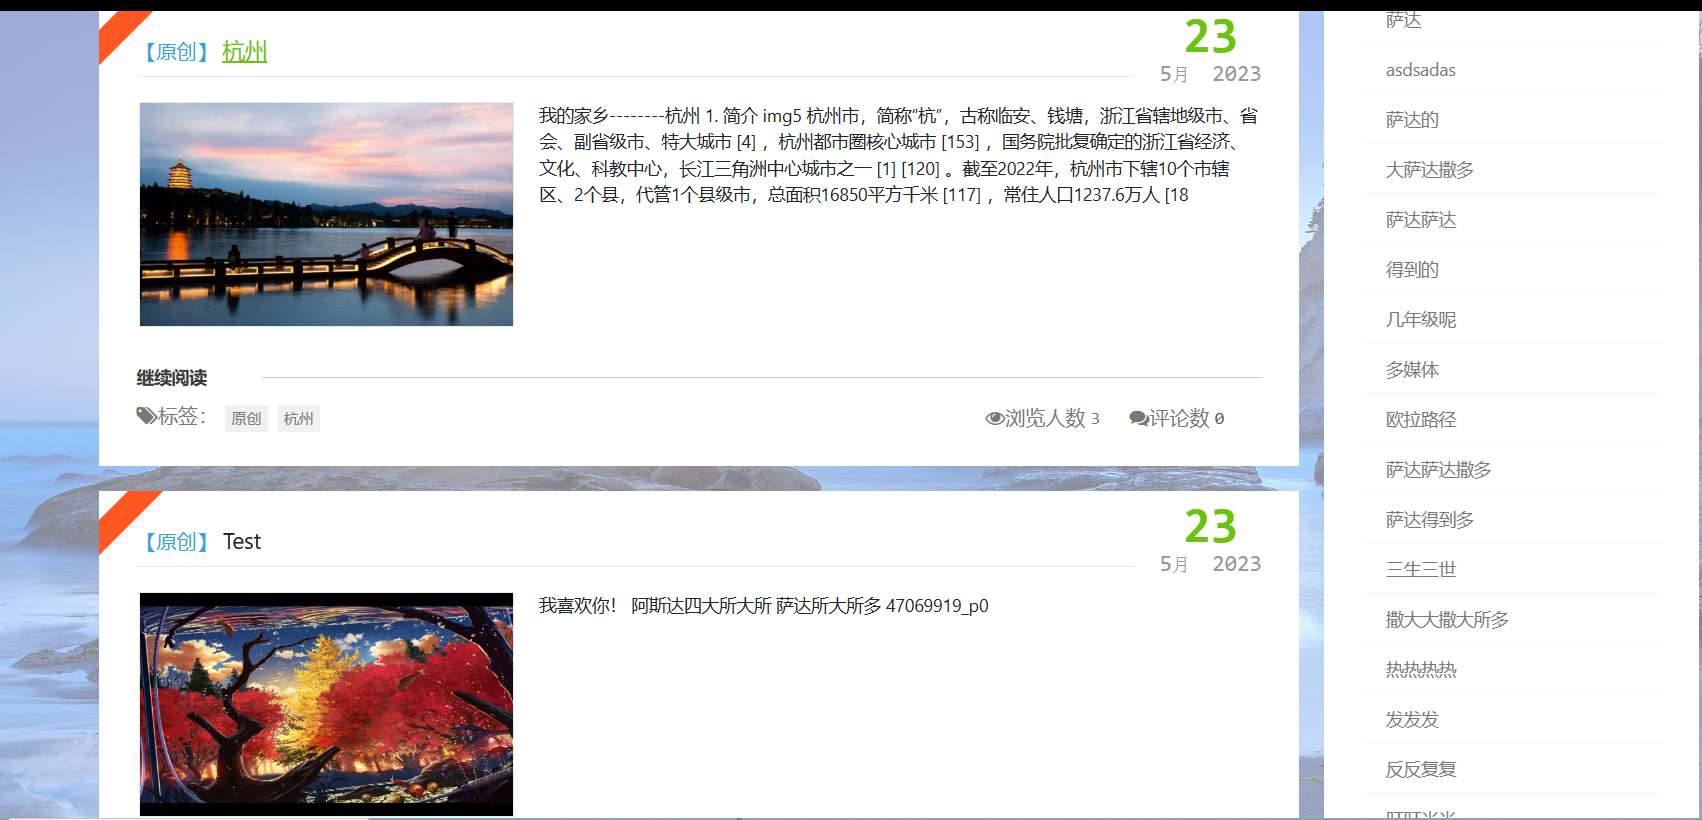 【原创】 杭州
23
5月 2023
我的家乡--------杭州 1. 简介 img5 杭州市，简称“杭”，古称临安、钱塘，浙江省辖地级市、省
会、副省级市、特大城市 [4] ，杭州都市圈核心城市 [153] ，国务院批复确定的浙江省经济、
文化、科教中心，长江三角洲中心城市之一 [1] [120] 。截至2022年，杭州市下辖10个市辖
区、2个县，代管1个县级市，总面积16850平方千米 [117] ，常住人口1237.6万人 [18
继续阅读
标签： 原创 杭州
浏览人数 3 评论数 0
【原创】 Test
23
5月 2023
我喜欢你！ 阿斯达四大所大所 萨达所大所多 47069919_p0
萨达
asdsadas
萨达的
大萨达撒多
萨达萨达
得到的
几年级呢
多媒体
欧拉路径
萨达萨达撒多
萨达得到多
三生三世
撒大大撒大所多
热热热热
发发发
反反复复